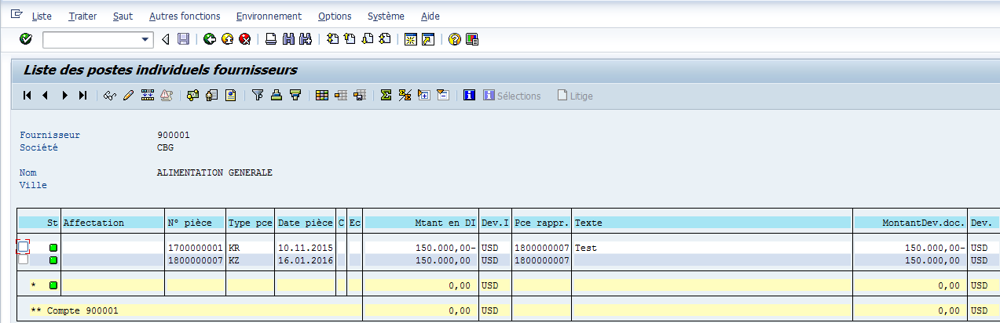 Liste Traiter Saut Autres fonctions Environnement Options Système Aide
Liste des postes individuels fournisseurs
Sélections Litige
Fournisseur 900001
Société CBG
Nom ALIMENTATION GENERALE
Ville
St Affectation N° pièce Type pce Date pièce C Ec Mtant en DI Dev.I Pce rappr. Texte MontantDev.doc. Dev.
1700000001 KR 10.11.2015 150.000,00- USD 1800000007 Test 150.000,00- USD
1800000007 KZ 16.01.2016 150.000,00 USD 1800000007 150.000,00 USD
* 0,00 USD 0,00 USD
** Compte 900001 0,00 USD 0,00 USD